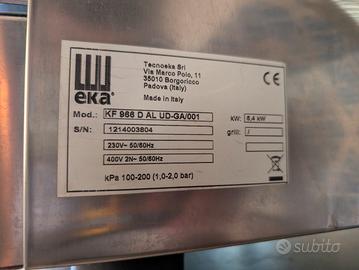 eka
Tecnoeka Srl
Via Marco Polo, 11
35010 Borgoricco
Padova (Italy)
Made in Italy
CE
Mod.: KF 966 D AL UD-GA/001
kW: 6,4 kW
S/N: 1214003804
grill: /
230V~ 50/60Hz
400V 2N~ 50/60Hz
kPa 100-200 (1,0-2,0 bar)
subito